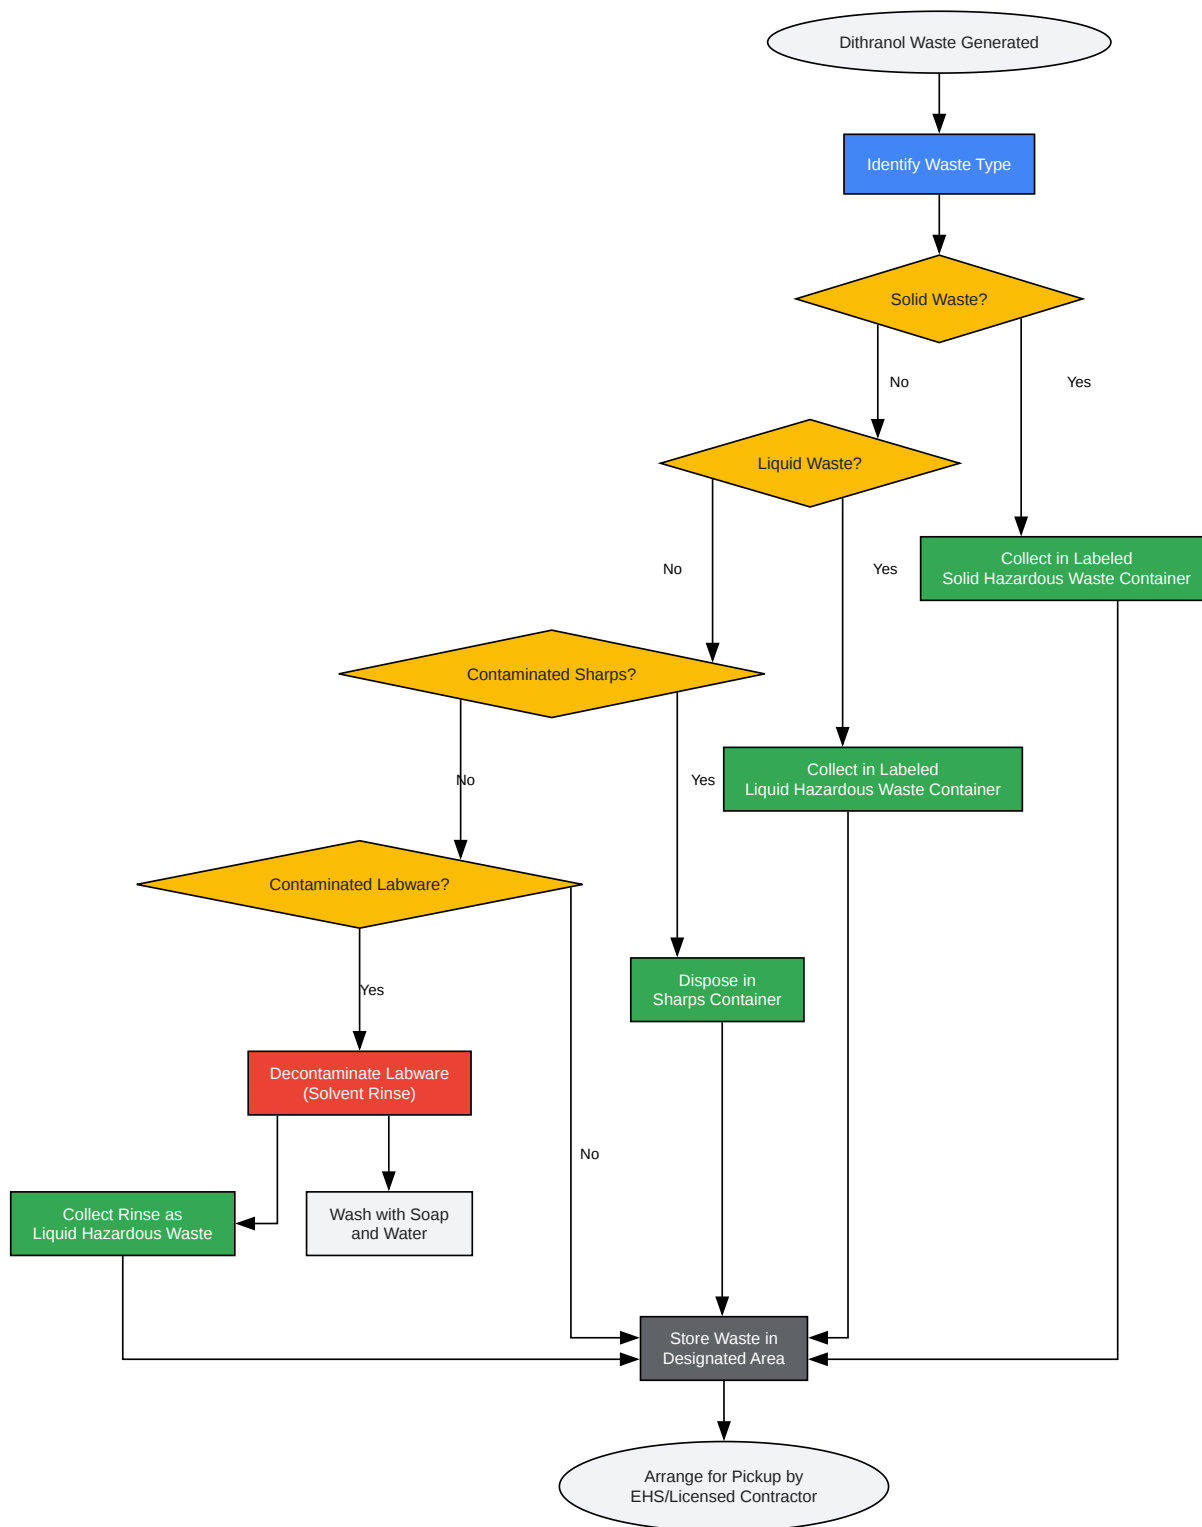 Dithranol Waste Generated
Identify Waste Type
Solid Waste?
No
Yes
Liquid Waste?
No
Yes
Collect in Labeled
Solid Hazardous Waste Container
Contaminated Sharps?
No
Yes
Collect in Labeled
Liquid Hazardous Waste Container
Contaminated Labware?
Yes
Dispose in
Sharps Container
Decontaminate Labware
(Solvent Rinse)
No
Collect Rinse as
Liquid Hazardous Waste
Wash with Soap
and Water
Store Waste in
Designated Area
Arrange for Pickup by
EHS/Licensed Contractor